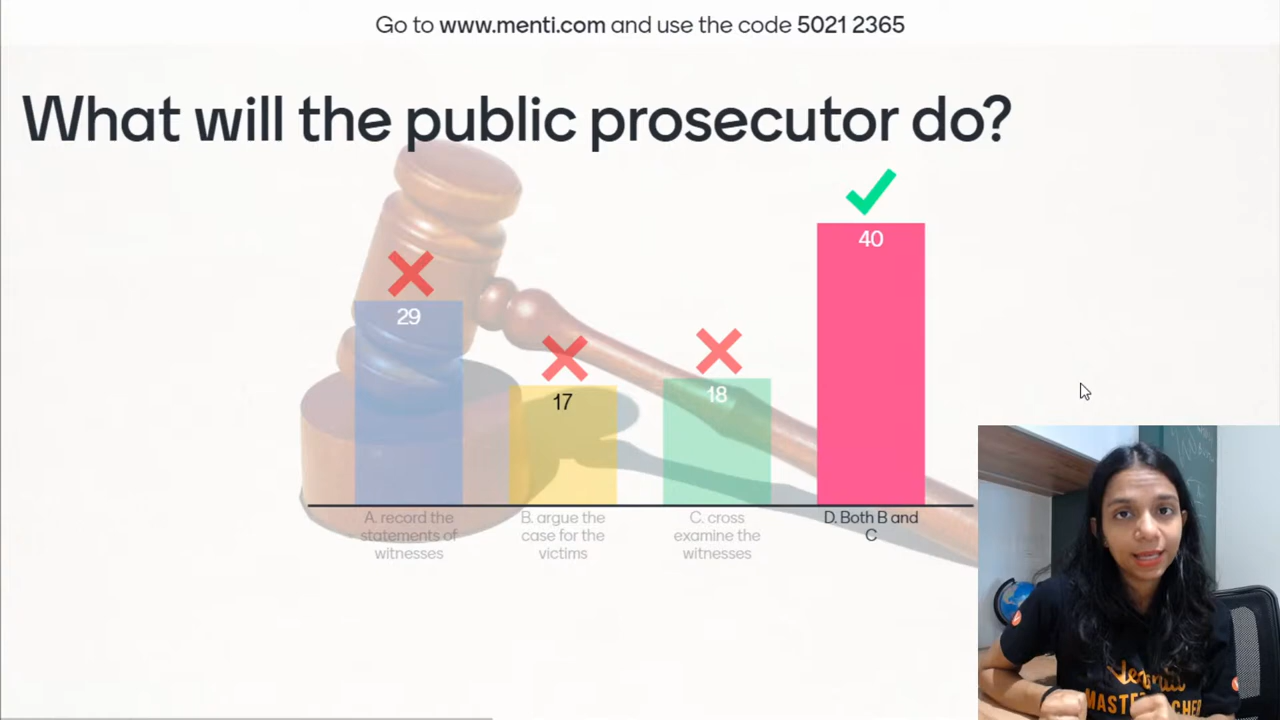 Go to www.menti.com and use the code 5021 2365
What will the public prosecutor do?
29
17
18
40
A. record the
statements of
witnesses
B. argue the
case for the
victims
C. cross
examine the
witnesses
D. Both B and
C